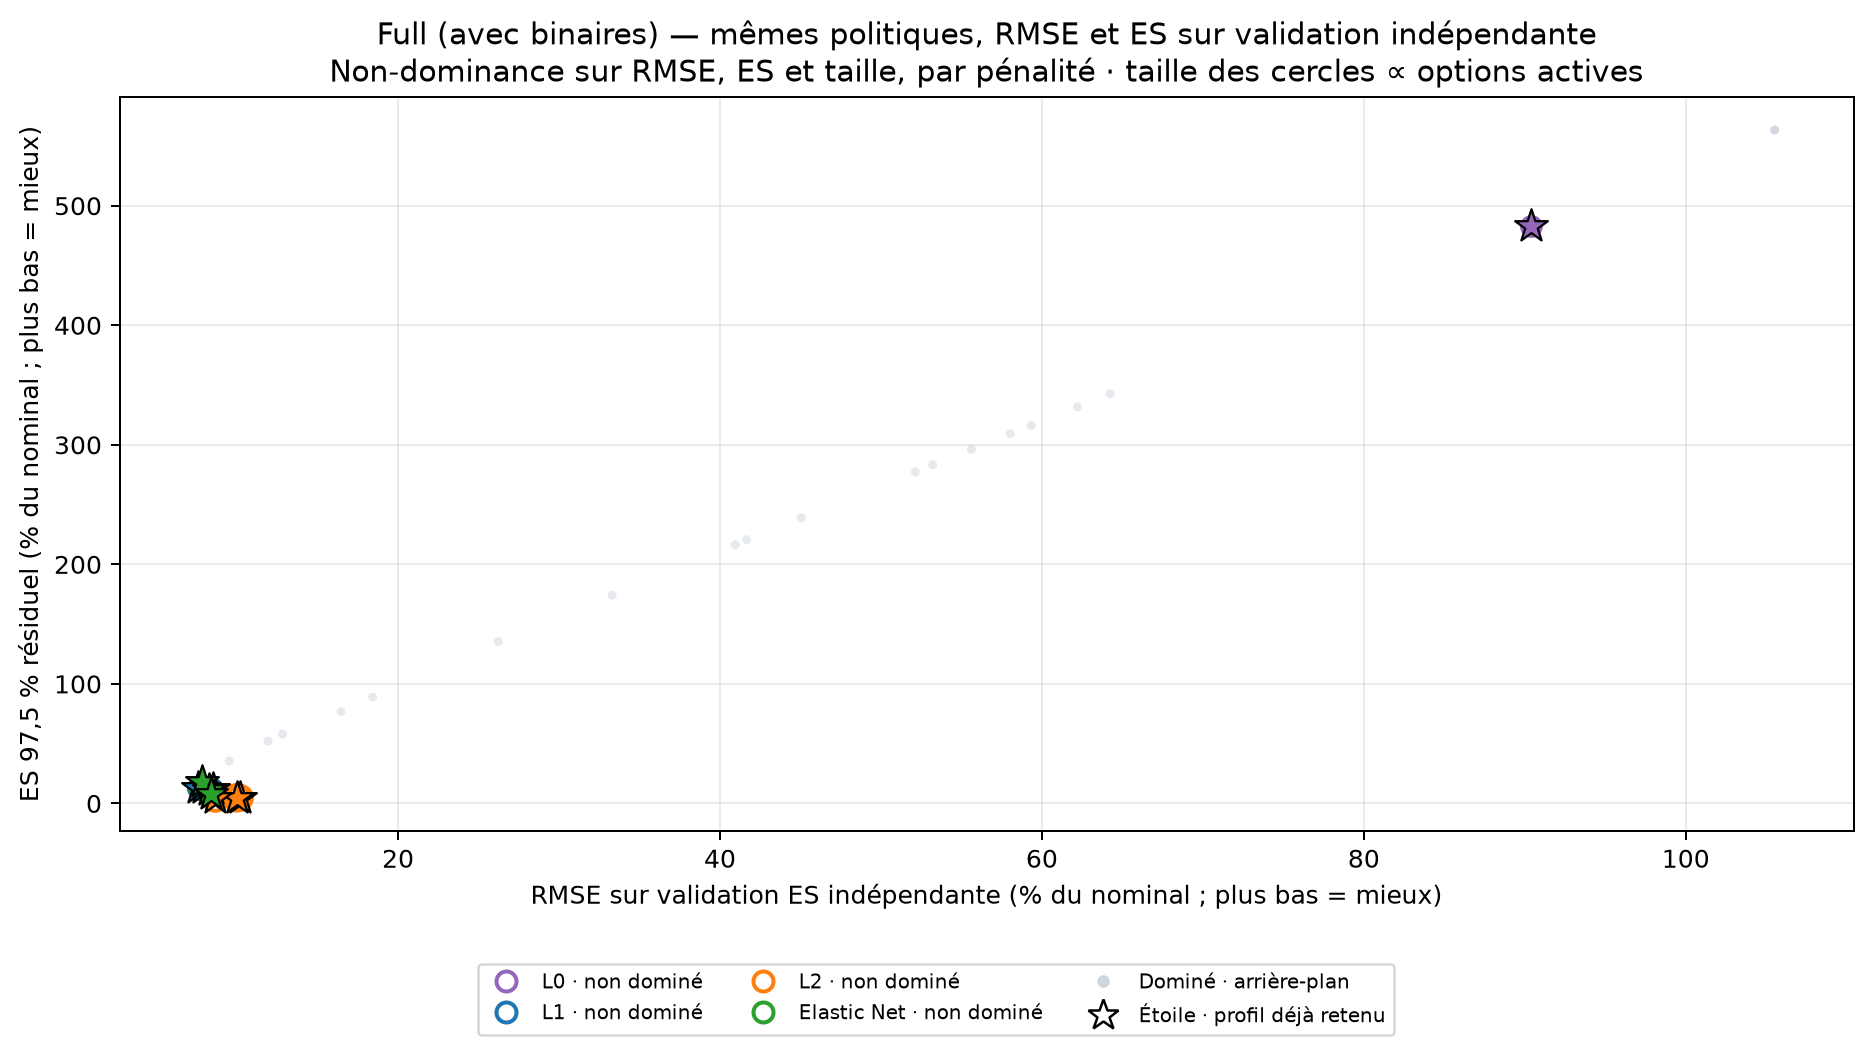 Full (avec binaires) — mêmes politiques, RMSE et ES sur validation indépendante
Non-dominance sur RMSE, ES et taille, par pénalité · taille des cercles ∝ options actives
ES 97,5 % résiduel (% du nominal ; plus bas = mieux)
500
400
300
200
100
0
20
40
60
80
100
RMSE sur validation ES indépendante (% du nominal ; plus bas = mieux)
L0 · non dominé
L1 · non dominé
L2 · non dominé
Elastic Net · non dominé
Dominé · arrière-plan
Étoile · profil déjà retenu